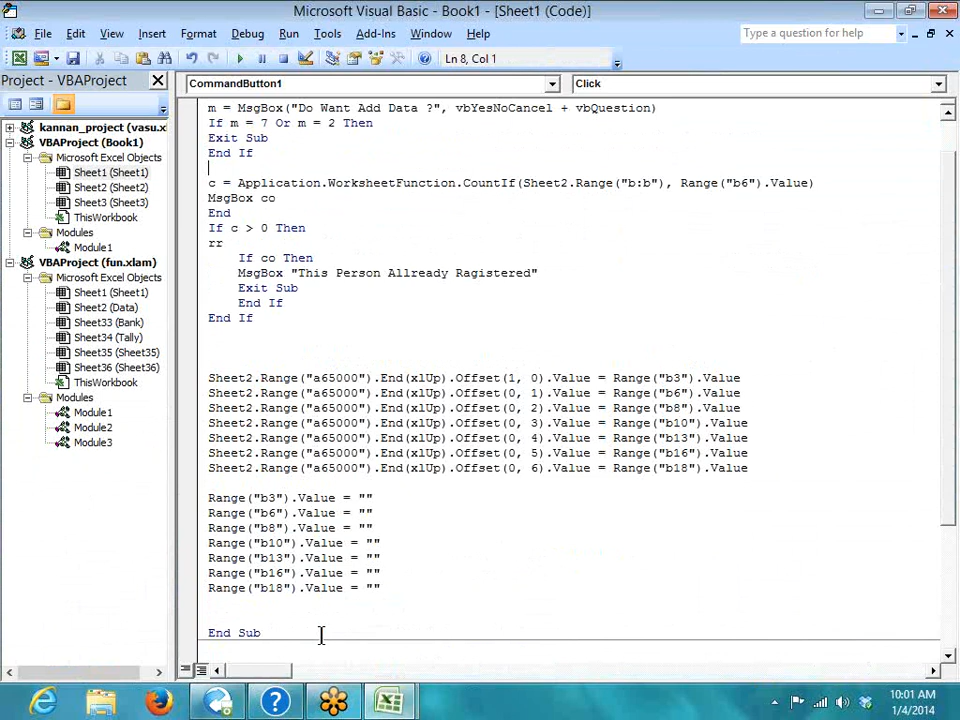 Microsoft Visual Basic - Book1 - [Sheet1 (Code)]
File Edit View Insert Format Debug Run Tools Add-Ins Window Help
Type a question for help
Ln 8, Col 1
Project - VBAProject
CommandButton1
Click
kannan_project (vasu.xl
VBAProject (Book1)
Microsoft Excel Objects
Sheet1 (Sheet1)
Sheet2 (Sheet2)
Sheet3 (Sheet3)
ThisWorkbook
Modules
Module1
VBAProject (fun.xlam)
Microsoft Excel Objects
Sheet1 (Sheet1)
Sheet2 (Data)
Sheet33 (Bank)
Sheet34 (Tally)
Sheet35 (Sheet35)
Sheet36 (Sheet36)
ThisWorkbook
Modules
Module1
Module2
Module3
m = MsgBox("Do Want Add Data ?", vbYesNoCancel + vbQuestion)
If m = 7 Or m = 2 Then
Exit Sub
End If
c = Application.WorksheetFunction.CountIf(Sheet2.Range("b:b"), Range("b6").Value)
MsgBox co
End
If c > 0 Then
rr
If co Then
MsgBox "This Person Allready Ragistered"
Exit Sub
End If
End If
Sheet2.Range("a65000").End(xlUp).Offset(1, 0).Value = Range("b3").Value
Sheet2.Range("a65000").End(xlUp).Offset(0, 1).Value = Range("b6").Value
Sheet2.Range("a65000").End(xlUp).Offset(0, 2).Value = Range("b8").Value
Sheet2.Range("a65000").End(xlUp).Offset(0, 3).Value = Range("b10").Value
Sheet2.Range("a65000").End(xlUp).Offset(0, 4).Value = Range("b13").Value
Sheet2.Range("a65000").End(xlUp).Offset(0, 5).Value = Range("b16").Value
Sheet2.Range("a65000").End(xlUp).Offset(0, 6).Value = Range("b18").Value
Range("b3").Value = ""
Range("b6").Value = ""
Range("b8").Value = ""
Range("b10").Value = ""
Range("b13").Value = ""
Range("b16").Value = ""
Range("b18").Value = ""
End Sub
10:01 AM
1/4/2014